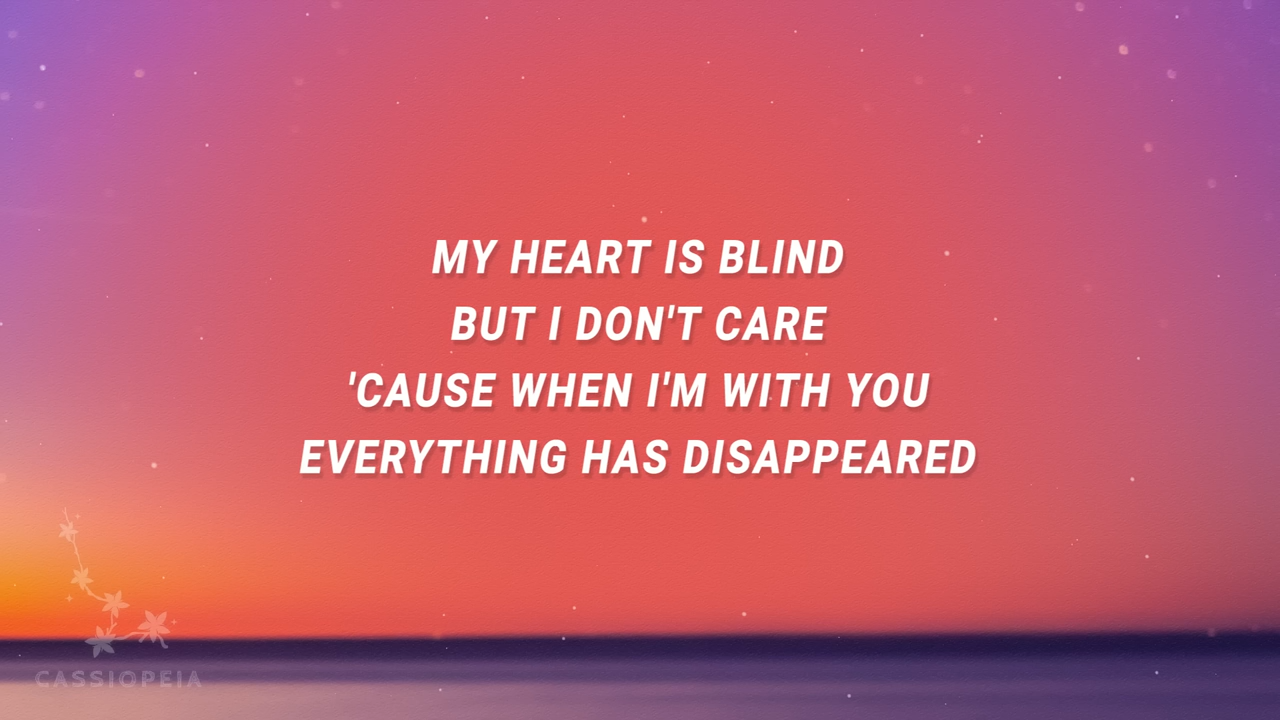 MY HEART IS BLIND
BUT I DON'T CARE
'CAUSE WHEN I'M WITH YOU
EVERYTHING HAS DISAPPEARED
CASSIOPEIA